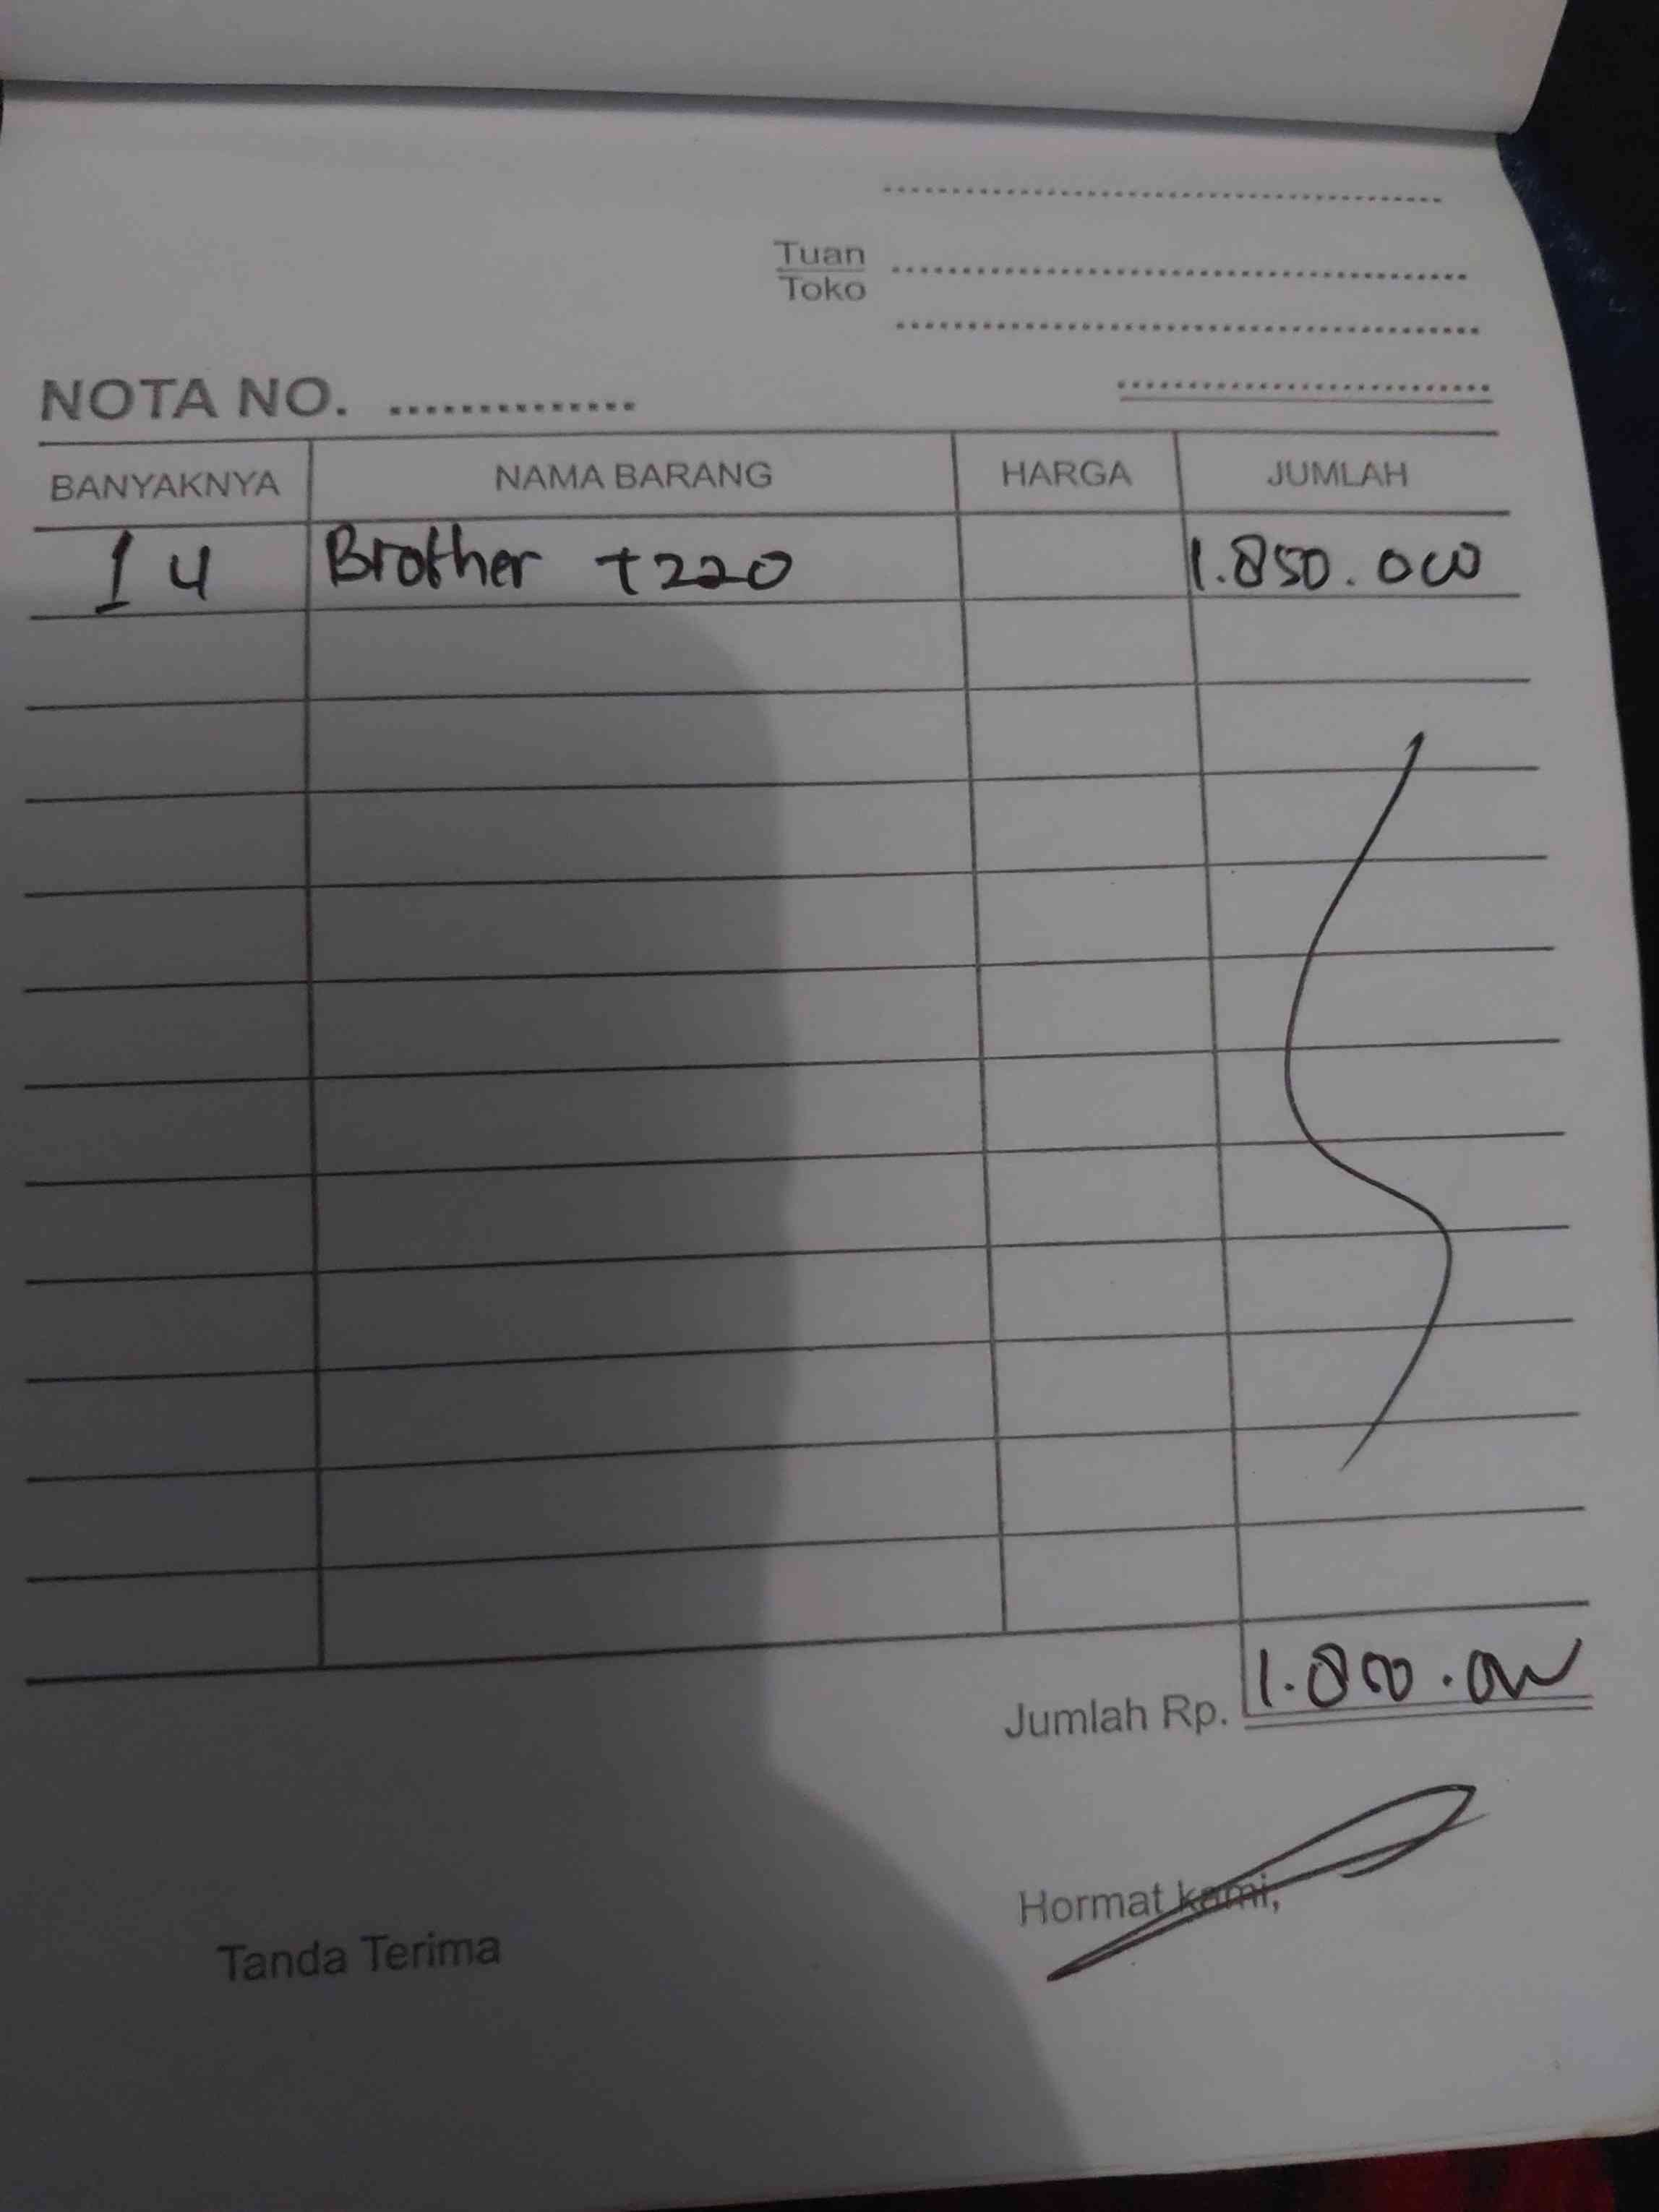 Tuan
Toko
NOTA NO. ..............
BANYAKNYA NAMA BARANG HARGA JUMLAH
1 u Brother t220 1.850.000
Jumlah Rp. 1.850.000
Hormat kami,
Tanda Terima